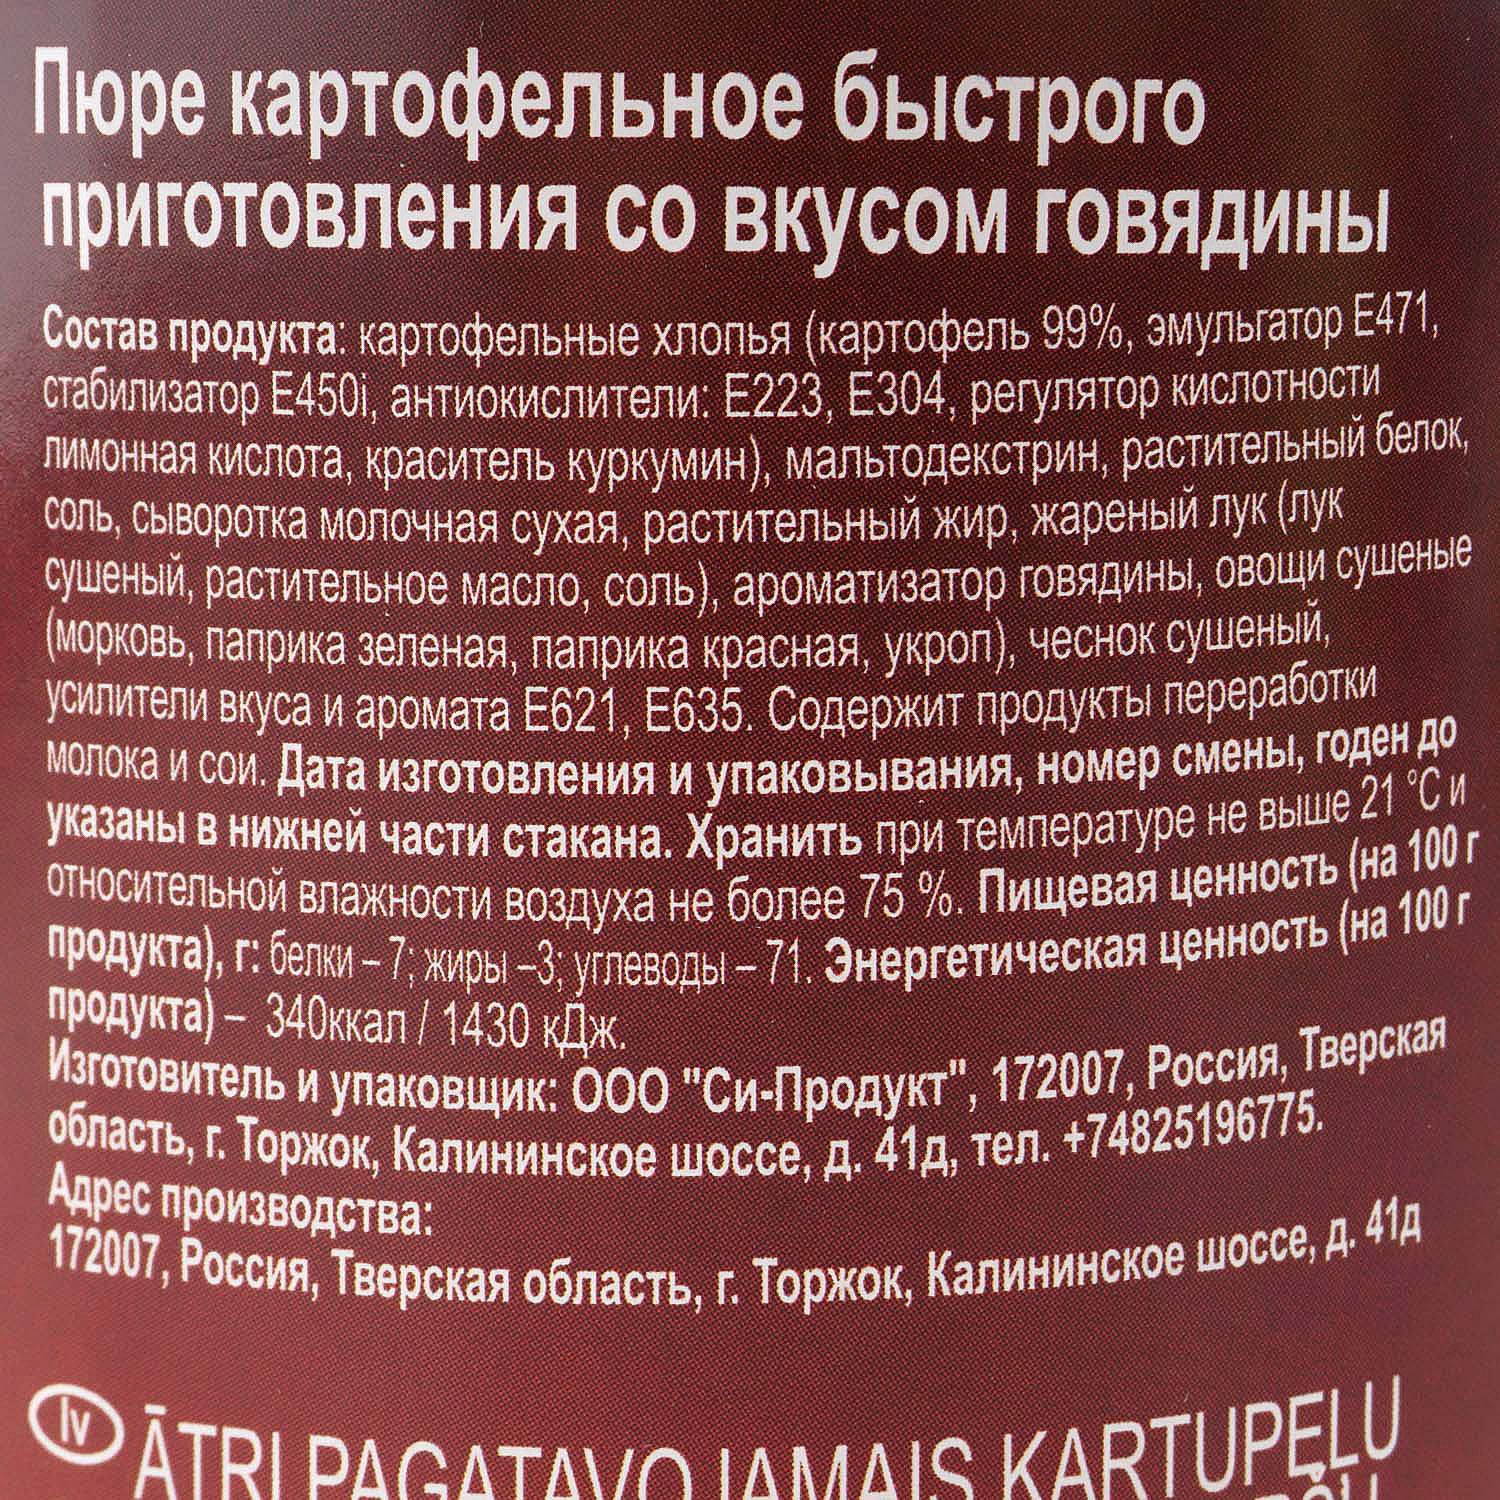 Пюре картофельное быстрого
приготовления со вкусом говядины
Состав продукта: картофельные хлопья (картофель 99%, эмульгатор Е471,
стабилизатор Е450i, антиокислители: Е223, Е304, регулятор кислотности
лимонная кислота, краситель куркумин), мальтодекстрин, растительный белок,
соль, сыворотка молочная сухая, растительный жир, жареный лук (лук
сушеный, растительное масло, соль), ароматизатор говядины, овощи сушеные
(морковь, паприка зеленая, паприка красная, укроп), чеснок сушеный,
усилители вкуса и аромата Е621, Е635. Содержит продукты переработки
молока и сои. Дата изготовления и упаковывания, номер смены, годен до
указаны в нижней части стакана. Хранить при температуре не выше 21 °С и
относительной влажности воздуха не более 75 %. Пищевая ценность (на 100 г
продукта), г: белки – 7; жиры –3; углеводы – 71. Энергетическая ценность (на 100 г
продукта) – 340ккал / 1430 кДж.
Изготовитель и упаковщик: ООО "Си-Продукт", 172007, Россия, Тверская
область, г. Торжок, Калининское шоссе, д. 41д, тел. +74825196775.
Адрес производства:
172007, Россия, Тверская область, г. Торжок, Калининское шоссе, д. 41д
lv ĀTRI PAGATAVOJAMAIS KARTUPEĻU